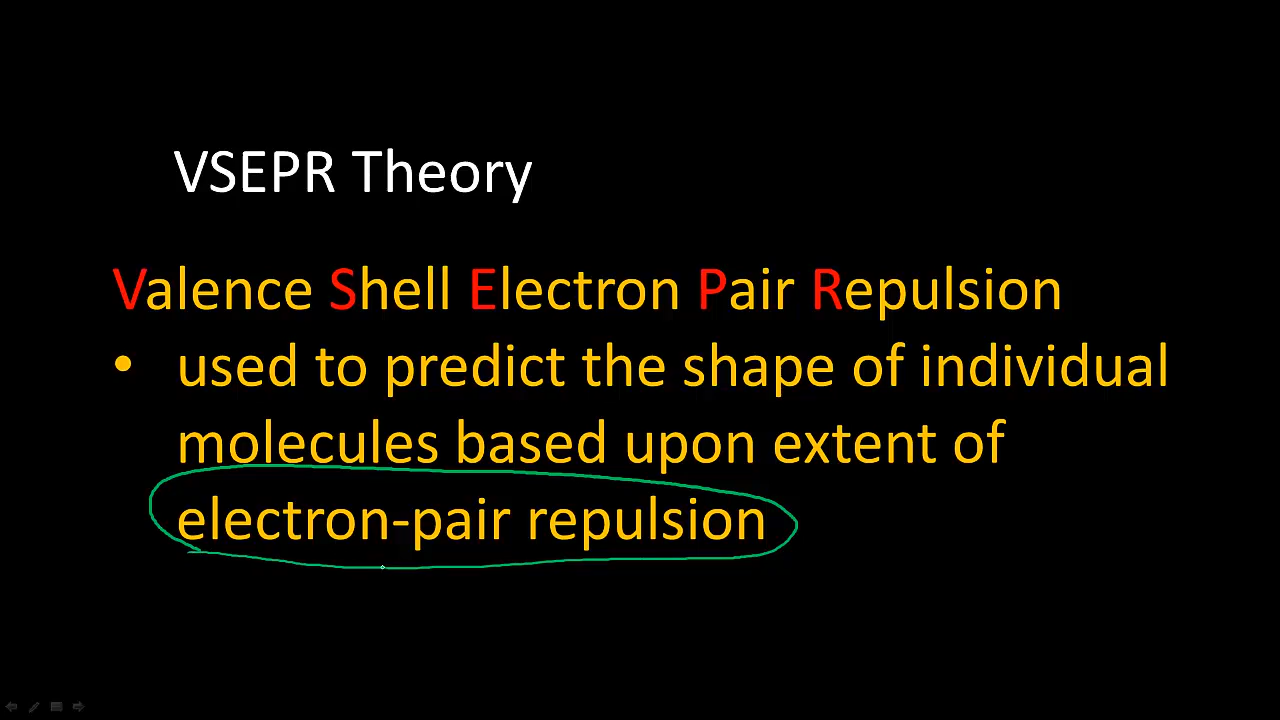 VSEPR Theory
Valence Shell Electron Pair Repulsion
• used to predict the shape of individual
molecules based upon extent of
electron-pair repulsion